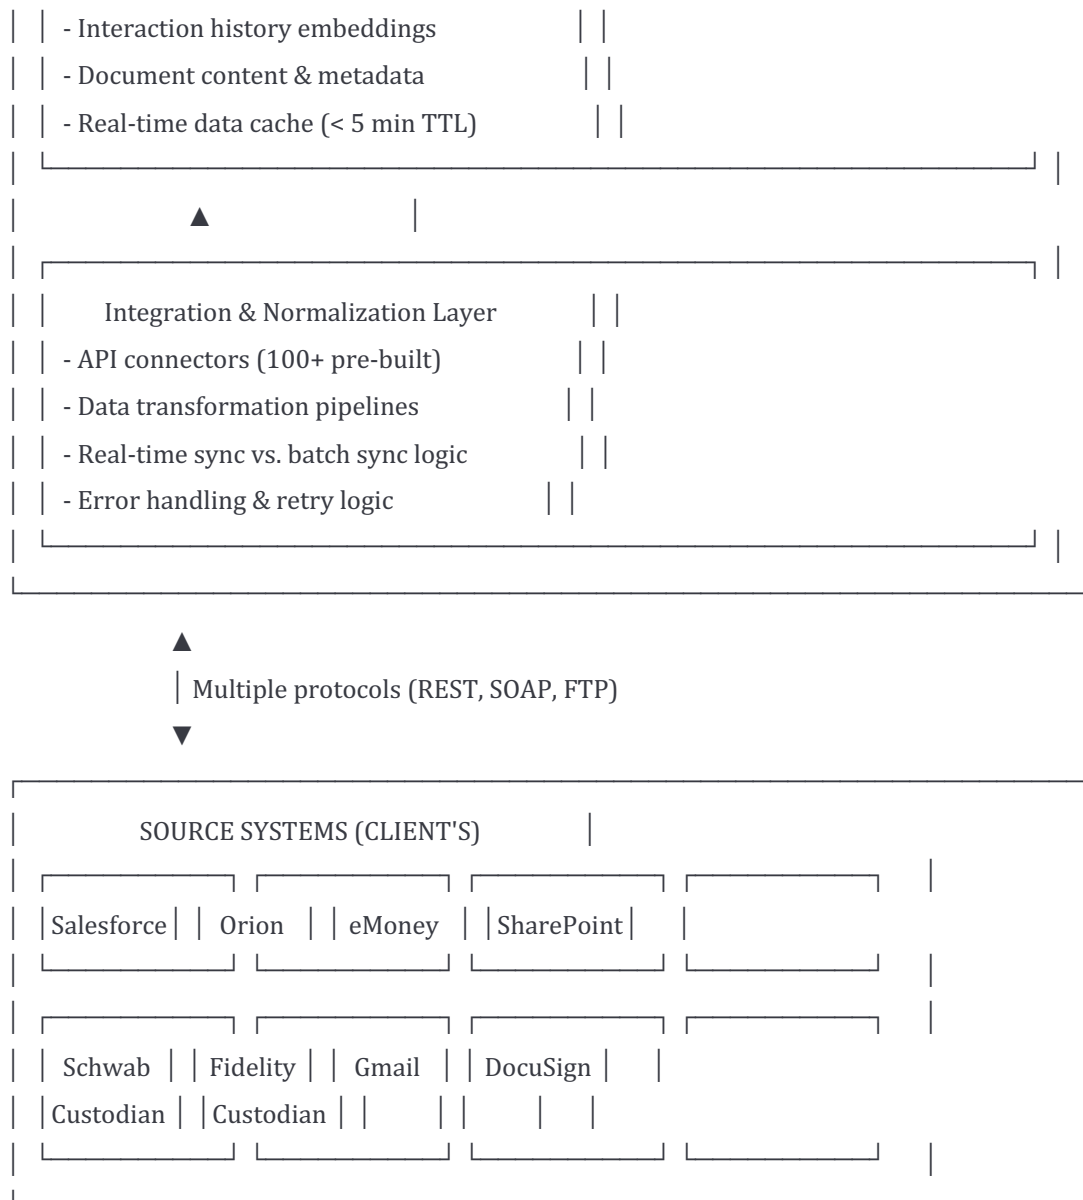 - Interaction history embeddings
- Document content & metadata
- Real-time data cache (< 5 min TTL)
▲
Integration & Normalization Layer
- API connectors (100+ pre-built)
- Data transformation pipelines
- Real-time sync vs. batch sync logic
- Error handling & retry logic
▲
│ Multiple protocols (REST, SOAP, FTP)
▼
SOURCE SYSTEMS (CLIENT'S)
│Salesforce│ │ Orion │ │ eMoney │ │SharePoint│
│ Schwab │ │ Fidelity │ │ Gmail │ │ DocuSign │
│Custodian │ │Custodian │ │ │ │ │